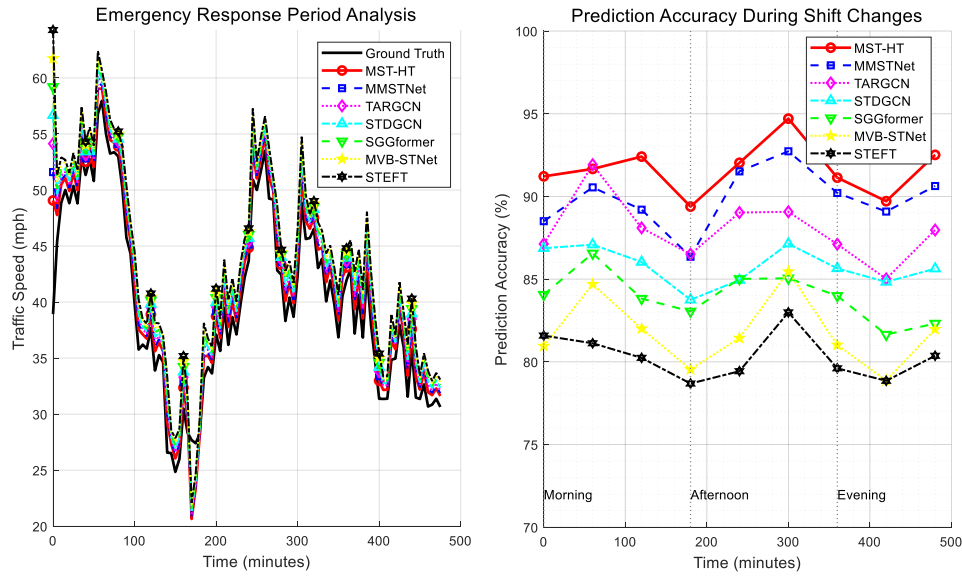 Emergency Response Period Analysis
Traffic Speed (mph)
60
55
50
45
40
35
30
25
20
0
100
200
300
400
500
Time (minutes)
Ground Truth
MST-HT
MMSTNet
TARGCN
STDGCN
SGGformer
MVB-STNet
STEFT
Prediction Accuracy During Shift Changes
Prediction Accuracy (%)
100
95
90
85
80
75
70
0
100
200
300
400
500
Time (minutes)
MST-HT
MMSTNet
TARGCN
STDGCN
SGGformer
MVB-STNet
STEFT
Morning
Afternoon
Evening